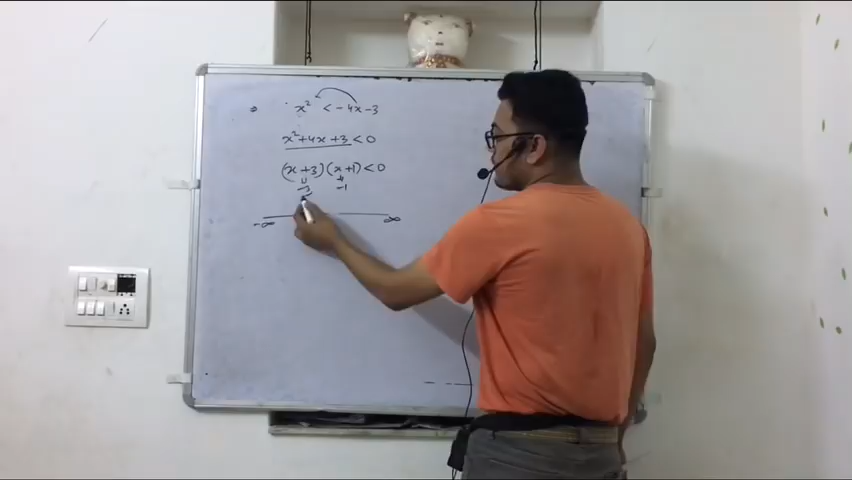 x² < -4x-3
x²+4x+3<0
(x+3)(x+1)<0
-3 -1
-∞ ∞